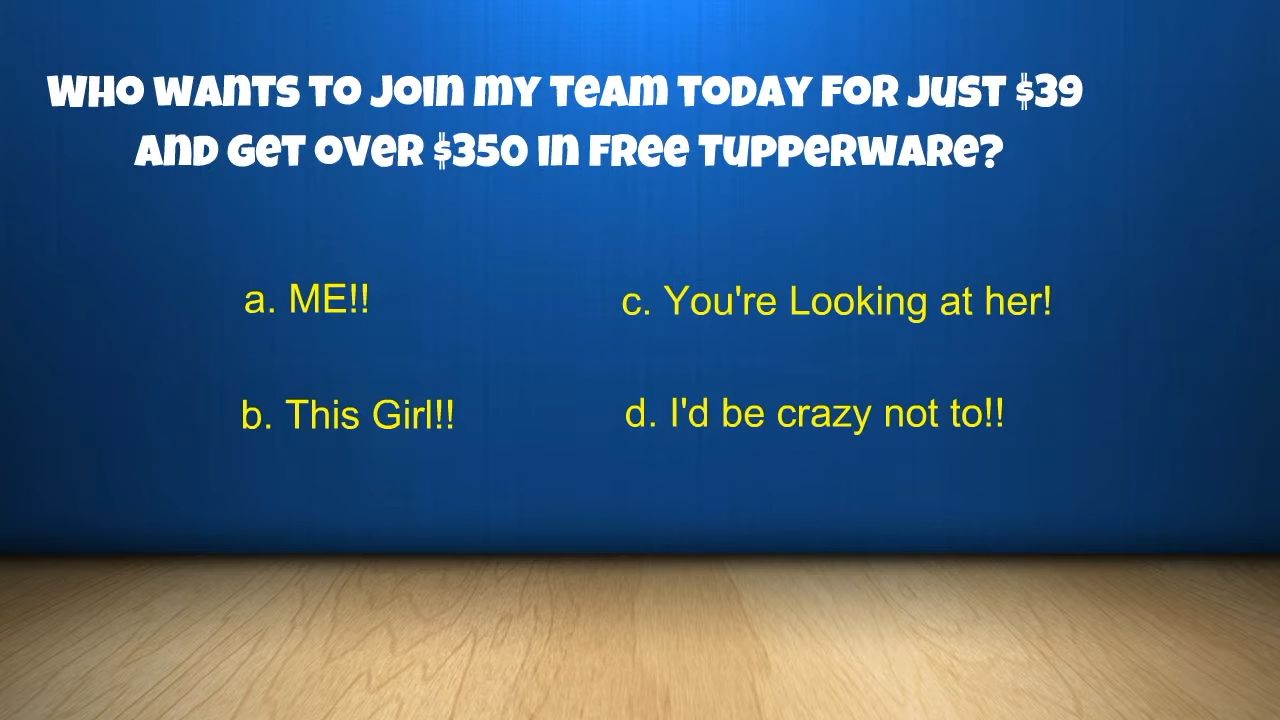 WHO WANTS TO JOIN MY TEAM TODAY FOR JUST $39
AND GET OVER $350 IN FREE TUPPERWARE?
a. ME!!
b. This Girl!!
c. You're Looking at her!
d. I'd be crazy not to!!